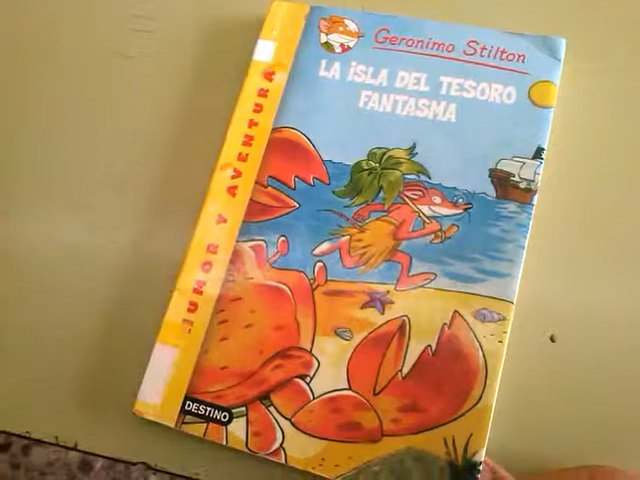 Geronimo Stilton
LA ISLA DEL TESORO
FANTASMA
HUMOR Y AVENTURA
DESTINO